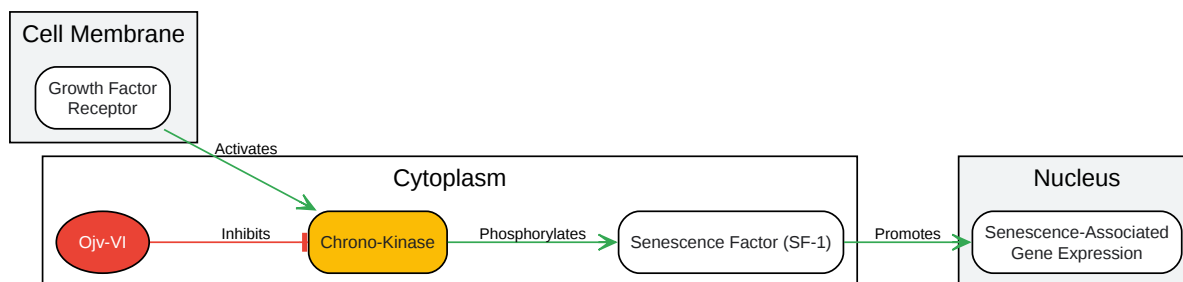 Cell Membrane
Growth Factor
Receptor
Activates
Cytoplasm
Nucleus
Ojv-VI
Inhibits
Chrono-Kinase
Phosphorylates
Senescence Factor (SF-1)
Promotes
Senescence-Associated
Gene Expression